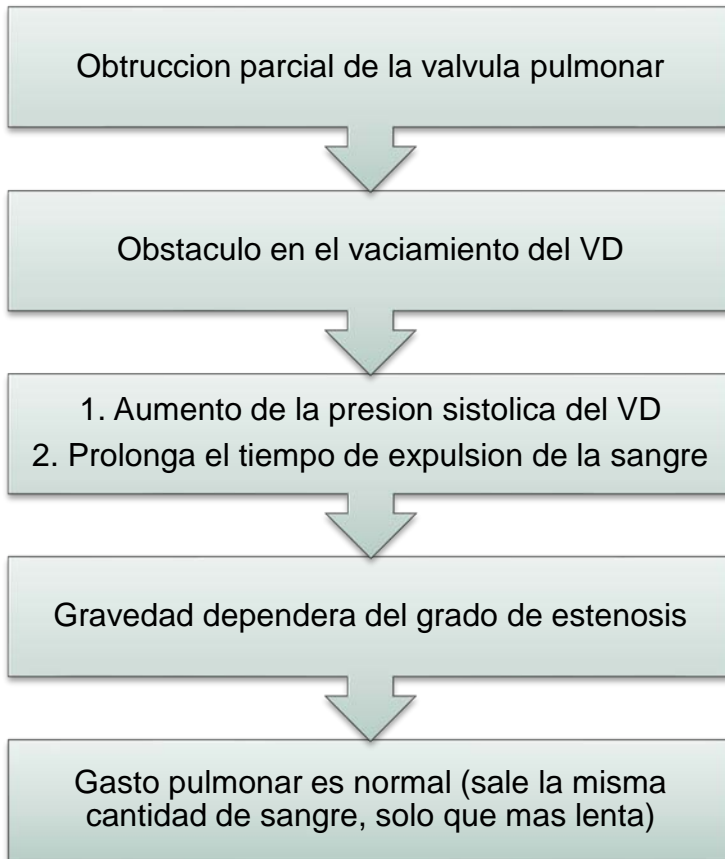 Obtruccion parcial de la valvula pulmonar
Obstaculo en el vaciamiento del VD
1. Aumento de la presion sistolica del VD
2. Prolonga el tiempo de expulsion de la sangre
Gravedad dependera del grado de estenosis
Gasto pulmonar es normal (sale la misma
cantidad de sangre, solo que mas lenta)